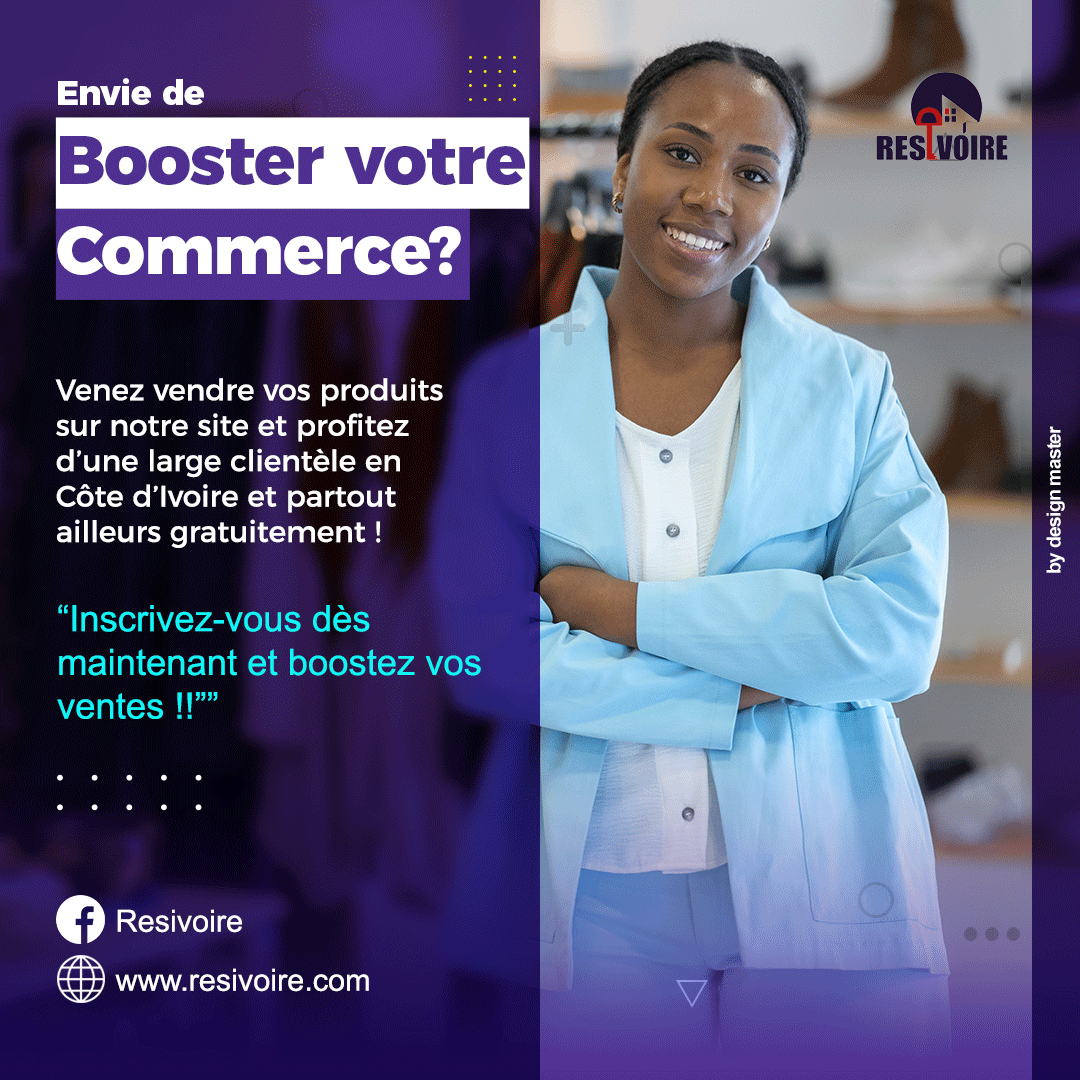 Envie de
Booster votre
Commerce?
RESIVOIRE
Venez vendre vos produits
sur notre site et profitez
d’une large clientèle en
Côte d’Ivoire et partout
ailleurs gratuitement !
“Inscrivez-vous dès
maintenant et boostez vos
ventes !!””
Resivoire
www.resivoire.com
by design master